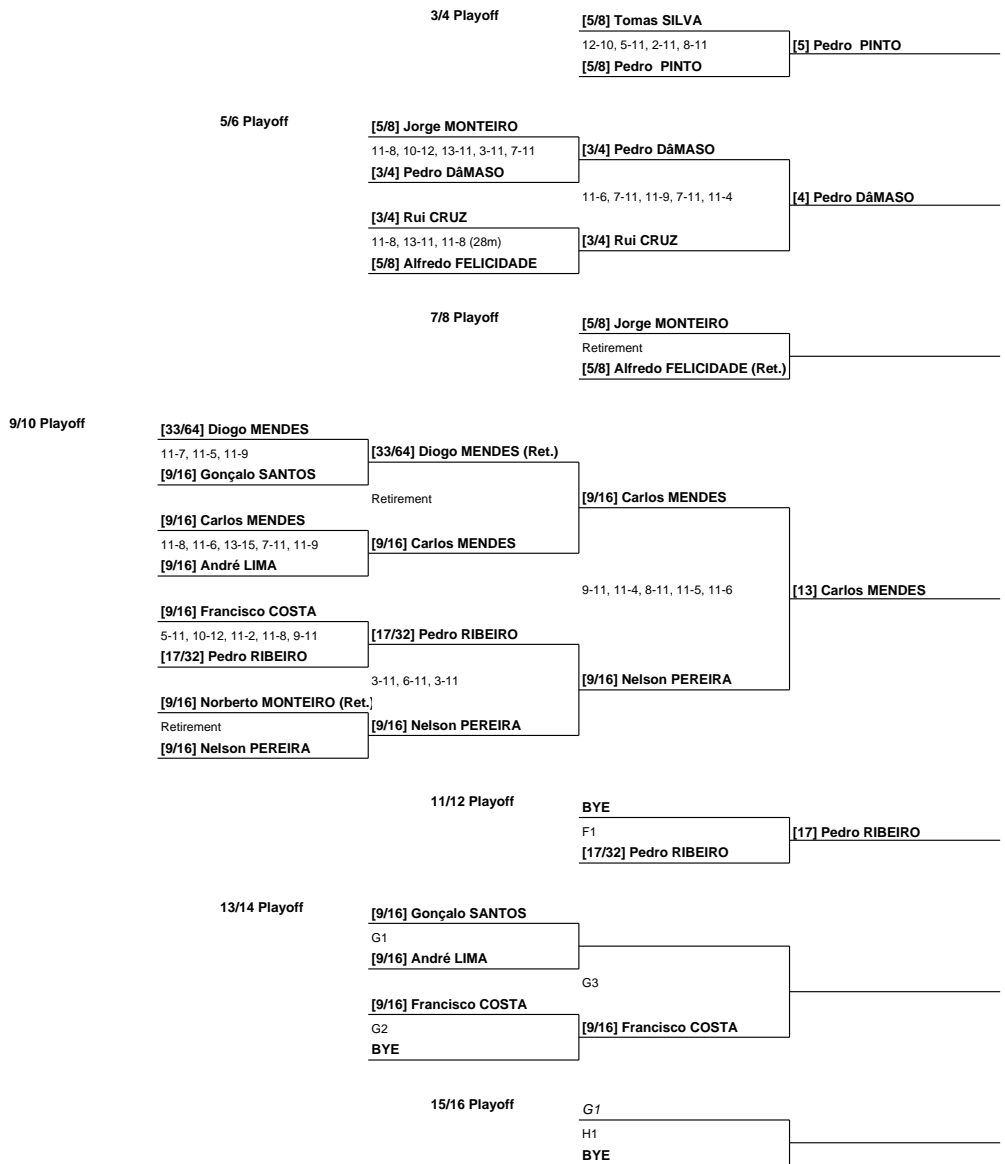 3/4 Playoff
[5/8] Tomas SILVA
12-10, 5-11, 2-11, 8-11
[5] Pedro  PINTO
[5/8] Pedro  PINTO
5/6 Playoff
[5/8] Jorge MONTEIRO
11-8, 10-12, 13-11, 3-11, 7-11
[3/4] Pedro DâMASO
[3/4] Pedro DâMASO
11-6, 7-11, 11-9, 7-11, 11-4
[4] Pedro DâMASO
[3/4] Rui CRUZ
11-8, 13-11, 11-8 (28m)
[3/4] Rui CRUZ
[5/8] Alfredo FELICIDADE
7/8 Playoff
[5/8] Jorge MONTEIRO
Retirement
[5/8] Alfredo FELICIDADE (Ret.)
9/10 Playoff
[33/64] Diogo MENDES
11-7, 11-5, 11-9
[33/64] Diogo MENDES (Ret.)
[9/16] Gonçalo SANTOS
Retirement
[9/16] Carlos MENDES
[9/16] Carlos MENDES
11-8, 11-6, 13-15, 7-11, 11-9
[9/16] Carlos MENDES
[9/16] André LIMA
9-11, 11-4, 8-11, 11-5, 11-6
[13] Carlos MENDES
[9/16] Francisco COSTA
5-11, 10-12, 11-2, 11-8, 9-11
[17/32] Pedro RIBEIRO
[17/32] Pedro RIBEIRO
3-11, 6-11, 3-11
[9/16] Nelson PEREIRA
[9/16] Norberto MONTEIRO (Ret.)
Retirement
[9/16] Nelson PEREIRA
[9/16] Nelson PEREIRA
11/12 Playoff
BYE
F1
[17] Pedro RIBEIRO
[17/32] Pedro RIBEIRO
13/14 Playoff
[9/16] Gonçalo SANTOS
G1
[9/16] André LIMA
G3
[9/16] Francisco COSTA
G2
[9/16] Francisco COSTA
BYE
15/16 Playoff
G1
H1
BYE